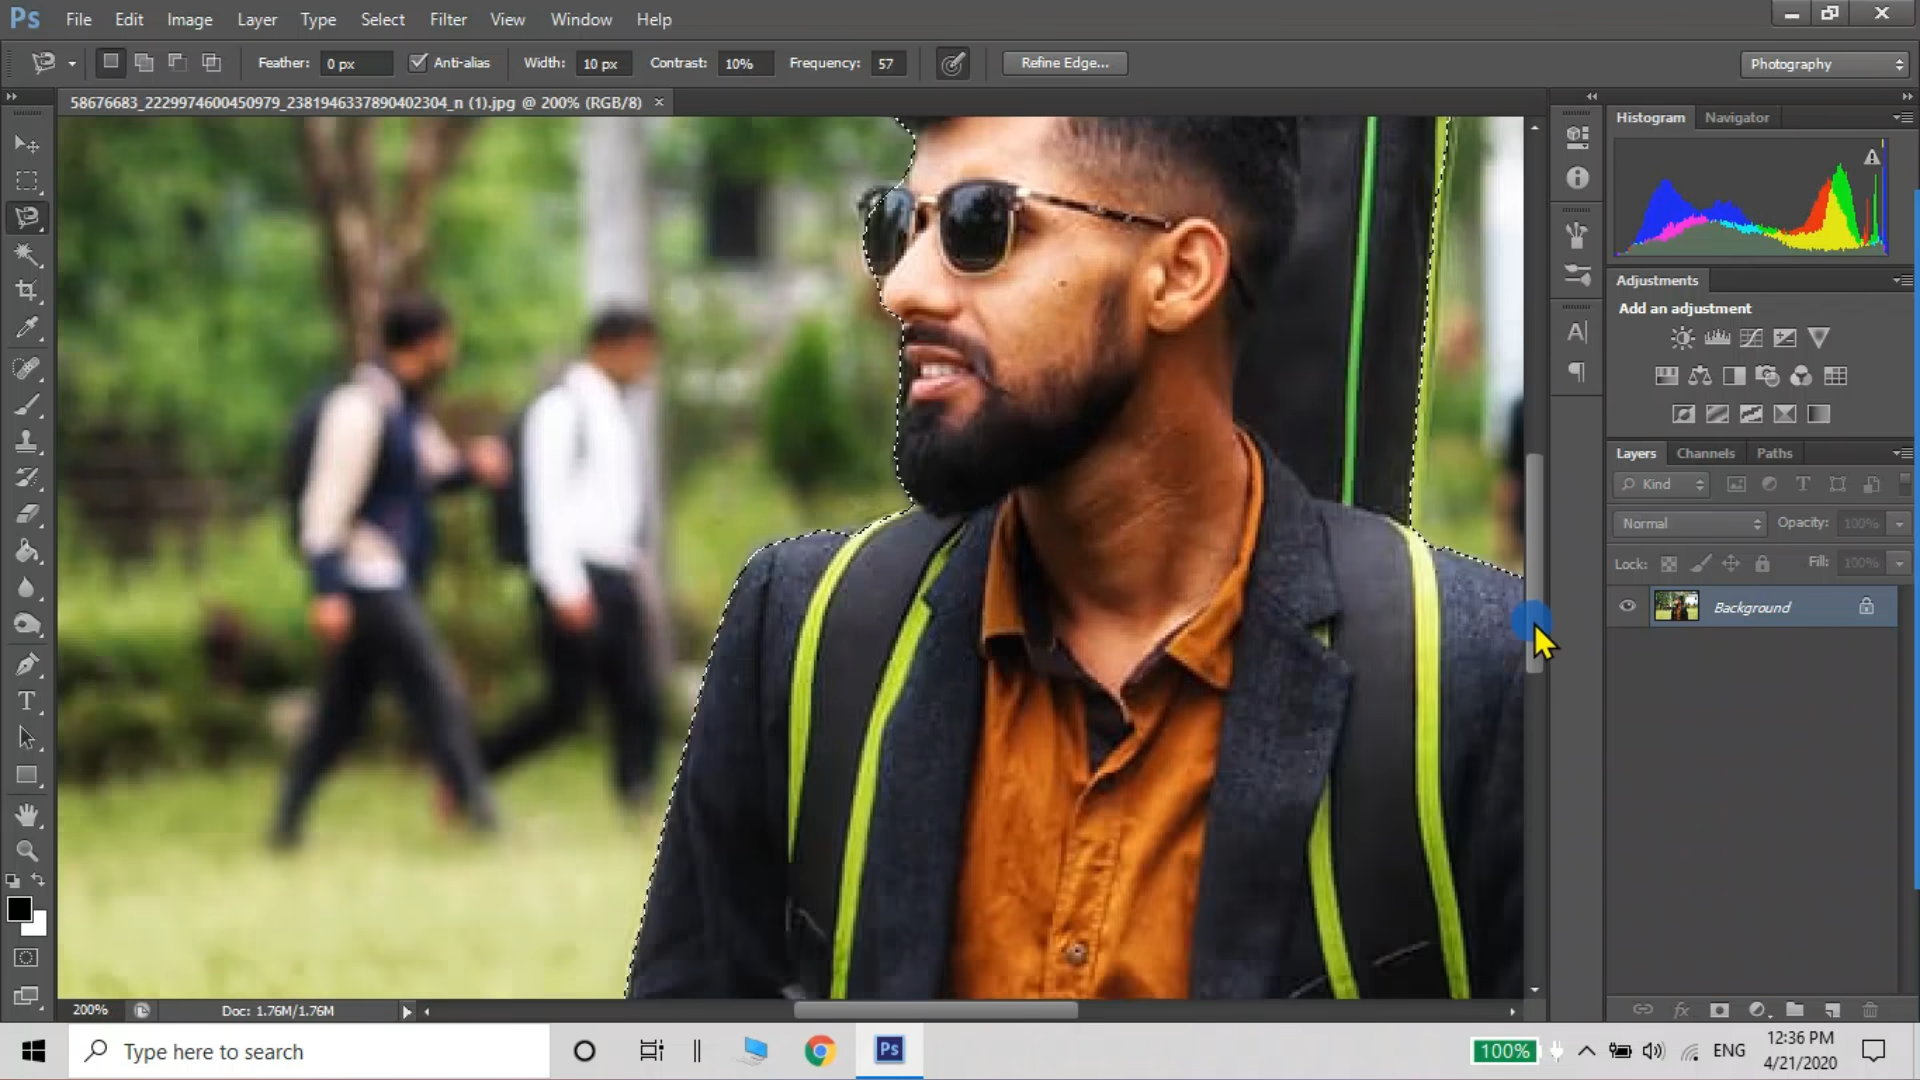 Ps File Edit Image Layer Type Select Filter View Window Help
Feather: 0 px Anti-alias Width: 10 px Contrast: 10% Frequency: 57 Refine Edge... Photography
58676683_2229974600450979_2381946337890402304_n (1).jpg @ 200% (RGB/8) ×
Histogram Navigator
Adjustments
Add an adjustment
Layers Channels Paths
Kind
Normal Opacity: 100%
Lock: Fill: 100%
Background
200% Doc: 1.76M/1.76M
Type here to search
Ps
100% ENG
12:36 PM
4/21/2020